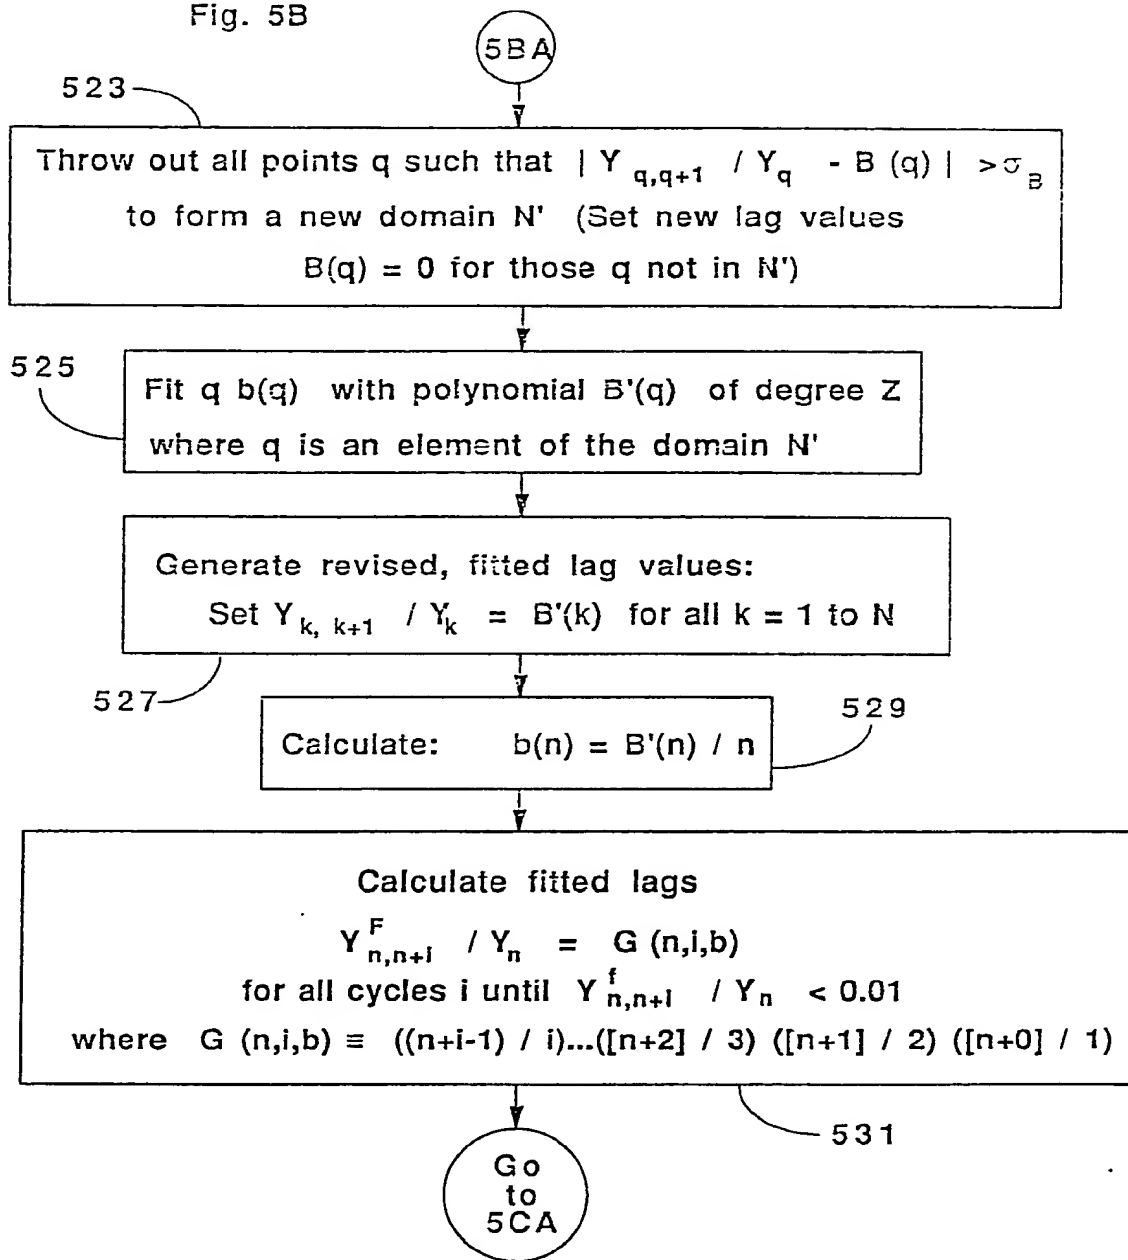 Fig. 5B
5BA
523
Throw out all points q such that | Y q,q+1 / Y q - B (q) | > σ B
to form a new domain N' (Set new lag values
B(q) = 0 for those q not in N')
525
Fit q b(q) with polynomial B'(q) of degree Z
where q is an element of the domain N'
Generate revised, fitted lag values:
Set Y k, k+1 / Y k = B'(k) for all k = 1 to N
527
529
Calculate: b(n) = B'(n) / n
Calculate fitted lags
Y F n,n+i / Y n = G (n,i,b)
for all cycles i until Y f n,n+i / Y n < 0.01
where G (n,i,b) ≡ ((n+i-1) / i)...([n+2] / 3) ([n+1] / 2) ([n+0] / 1)
531
Go
to
5CA